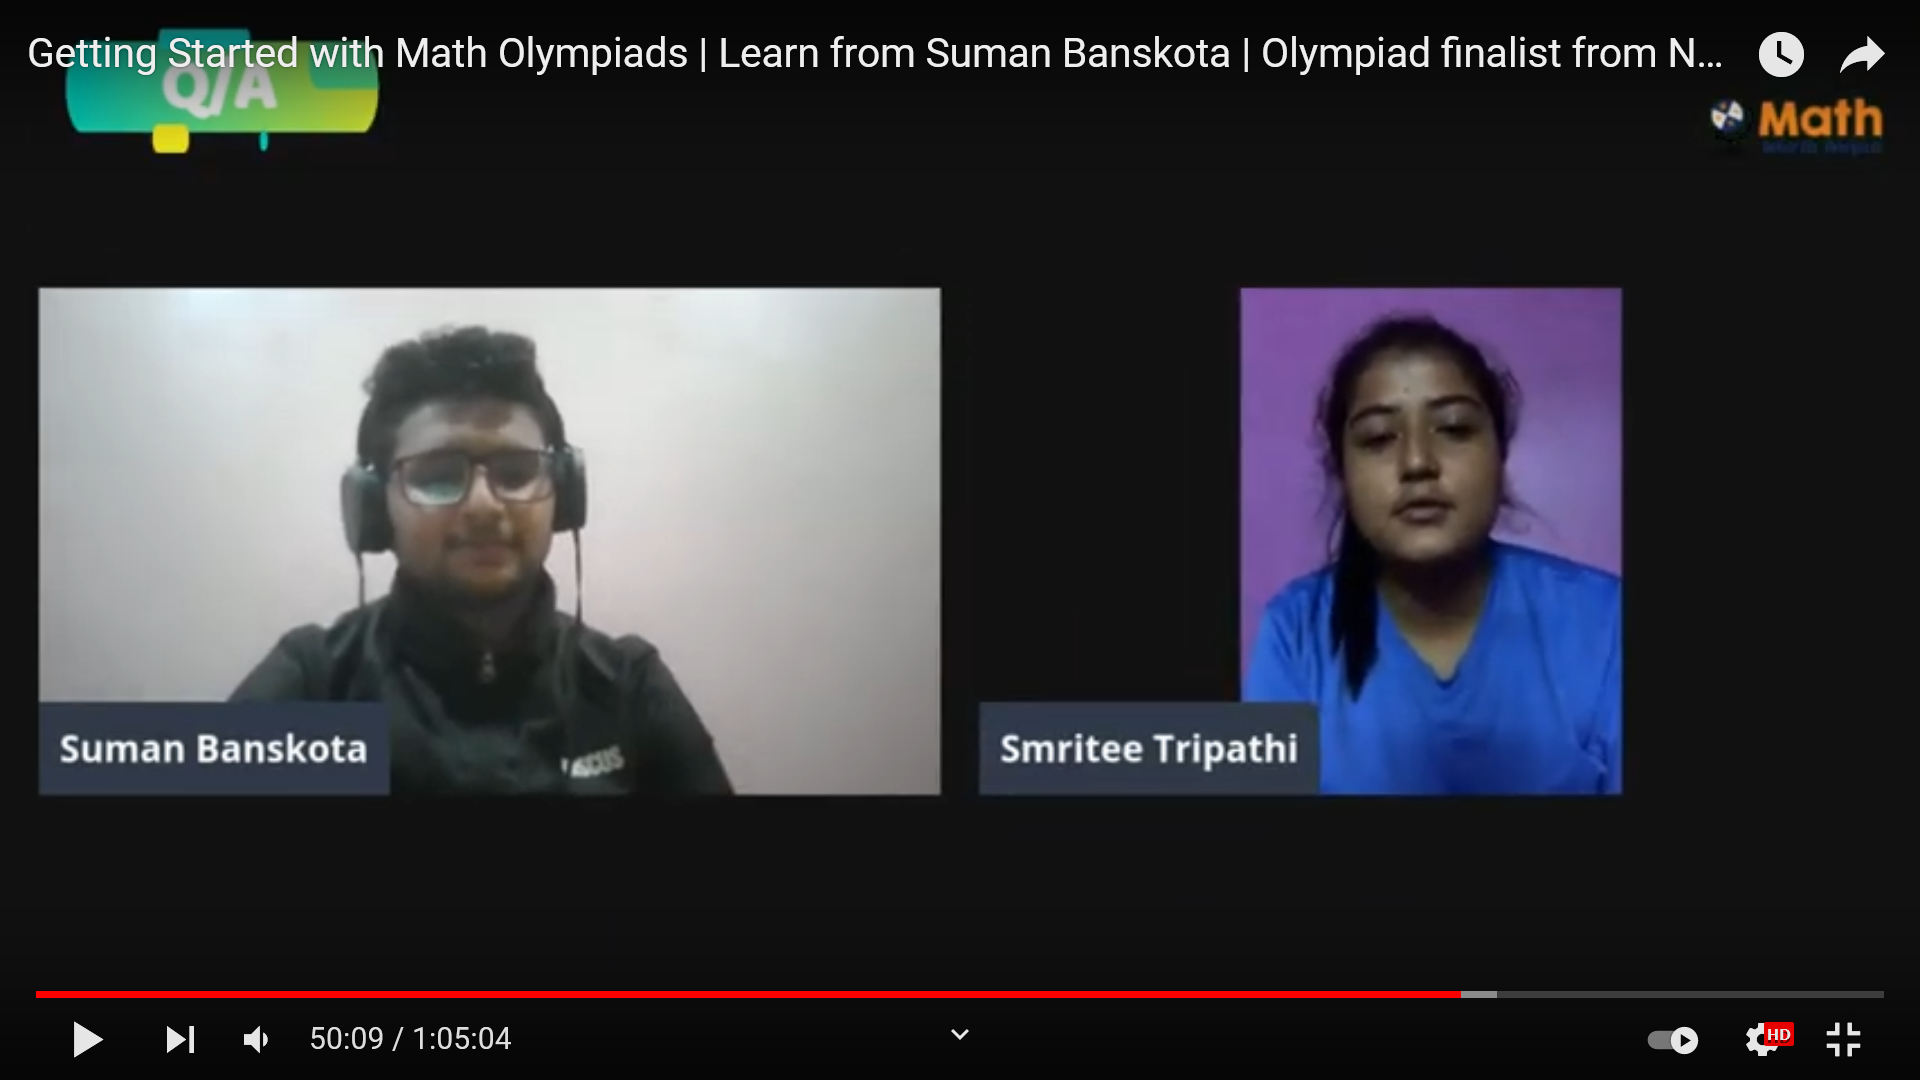 Getting Started with Math Olympiads | Learn from Suman Banskota | Olympiad finalist from N...
Q/A
Math
Suman Banskota
Smritee Tripathi
50:09 / 1:05:04
HD